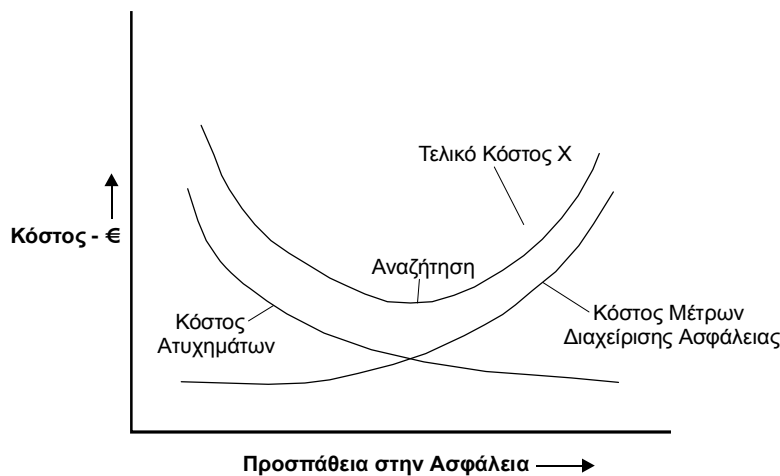 Τελικό Κόστος Χ
Κόστος - €
Αναζήτηση
Κόστος
Ατυχημάτων
Κόστος Μέτρων
Διαχείρισης Ασφάλειας
Προσπάθεια στην Ασφάλεια